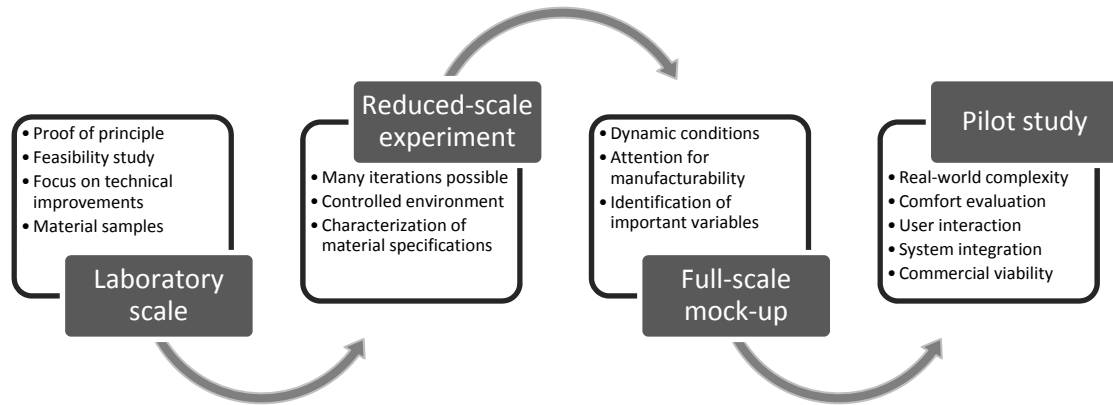 • Proof of principle
• Feasibility study
• Focus on technical
improvements
• Material samples
Laboratory
scale
Reduced-scale
experiment
• Many iterations possible
• Controlled environment
• Characterization of
material specifications
• Dynamic conditions
• Attention for
manufacturability
• Identification of
important variables
Full-scale
mock-up
Pilot study
• Real-world complexity
• Comfort evaluation
• User interaction
• System integration
• Commercial viability